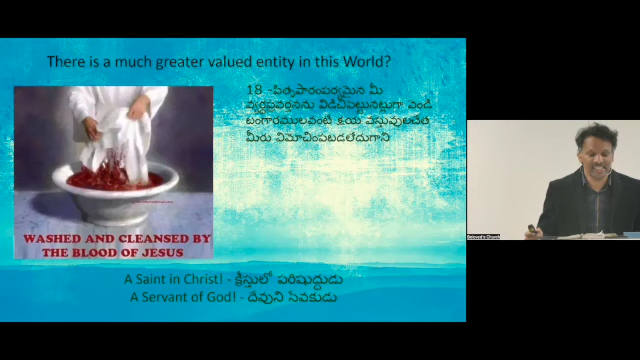 There is a much greater valued entity in this World?
18 -పితృపారంపర్యమైన మీ
వ్యర్థప్రవర్తనను విడిచిపెట్టునట్లుగా వెండి
బంగారములవంటి క్షయ వస్తువులచేత
మీరు విమోచింపబడలేదుగాని
WASHED AND CLEANSED BY
THE BLOOD OF JESUS
A Saint in Christ! - క్రీస్తులో పరిశుద్ధుడు
A Servant of God! - దేవుని సేవకుడు